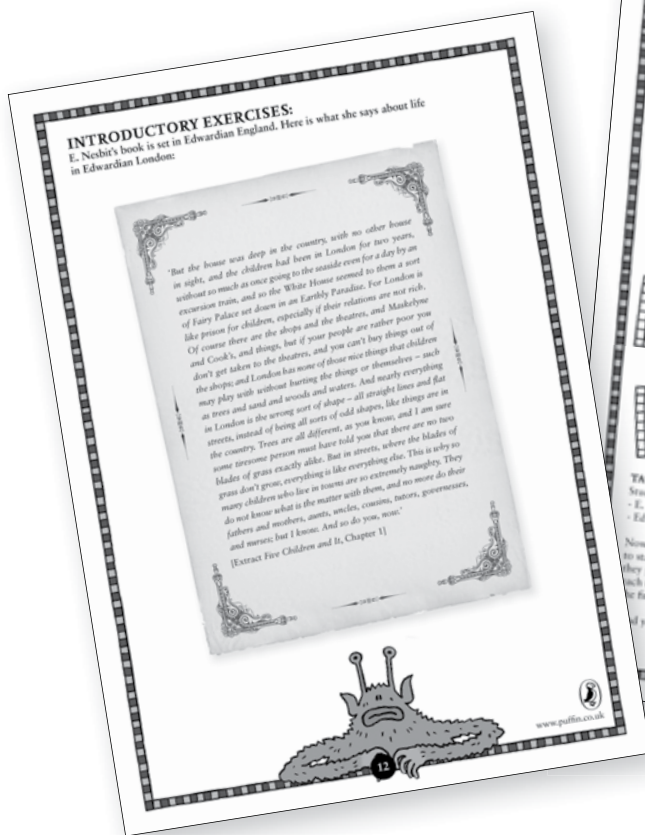 INTRODUCTORY EXERCISES:
E. Nesbit's book is set in Edwardian England. Here is what she says about life
in Edwardian London:
'But the house was deep in the country, with no other house
in sight, and the children had been in London for two years,
without so much as once going to the seaside even for a day by an
excursion train, and so the White House seemed to them a sort
of Fairy Palace set down in an Earthly Paradise. For London is
like prison for children, especially if their relations are not rich.
Of course there are the shops and the theatres, and Maskelyne
and Cook's, and things, but if your people are rather poor you
don't get taken to the theatres, and you can't buy things out of
the shops; and London has none of those nice things that children
may play with without hurting the things or themselves – such
as trees and sand and woods and waters. And nearly everything
in London is the wrong sort of shape – all straight lines and flat
streets, instead of being all sorts of odd shapes, like things are in
the country. Trees are all different, as you know, and I am sure
some tiresome person must have told you that there are no two
blades of grass exactly alike. But in streets, where the blades of
grass don't grow, everything is like everything else. This is why so
many children who live in towns are so extremely naughty. They
do not know what is the matter with them, and no more do their
fathers and mothers, aunts, uncles, cousins, tutors, governesses,
and nurses; but I know. And so do you, now.'
[Extract Five Children and It, Chapter 1]
www.puffin.co.uk
12
TA
Stu
- E.
- Ed
Now
to st
they